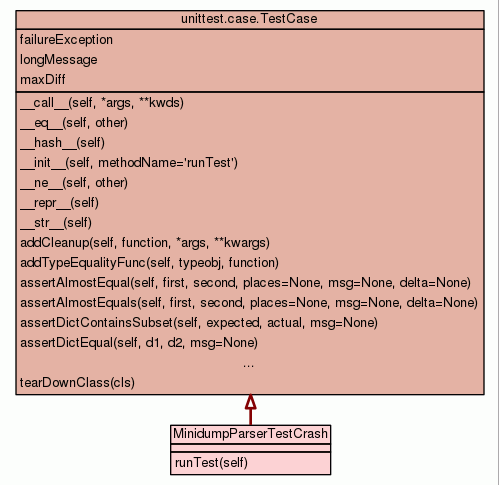 unittest.case.TestCase
failureException
longMessage
maxDiff
__call__(self, *args, **kwds)
__eq__(self, other)
__hash__(self)
__init__(self, methodName='runTest')
__ne__(self, other)
__repr__(self)
__str__(self)
addCleanup(self, function, *args, **kwargs)
addTypeEqualityFunc(self, typeobj, function)
assertAlmostEqual(self, first, second, places=None, msg=None, delta=None)
assertAlmostEquals(self, first, second, places=None, msg=None, delta=None)
assertDictContainsSubset(self, expected, actual, msg=None)
assertDictEqual(self, d1, d2, msg=None)
...
tearDownClass(cls)
MinidumpParserTestCrash
runTest(self)